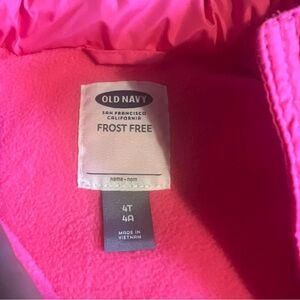 OLD NAVY
SAN FRANCISCO
CALIFORNIA
FROST FREE
name-nom
4T
4A
MADE IN
VIETNAM